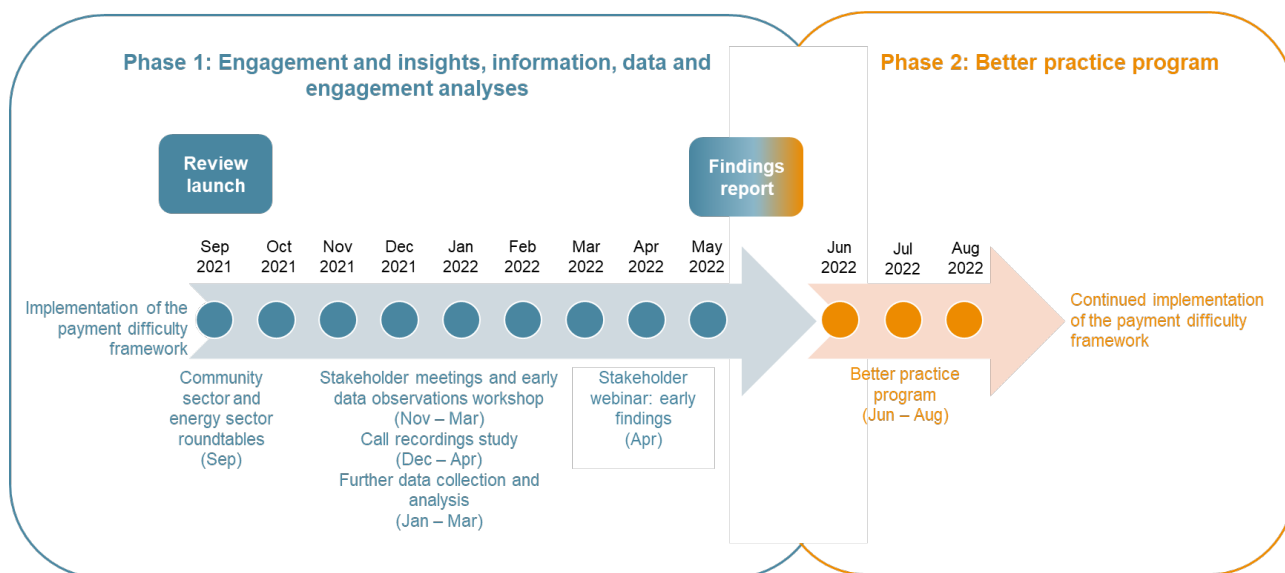 Phase 1: Engagement and insights, information, data and
engagement analyses
Phase 2: Better practice program
Review
launch
Findings
report
Sep
2021
Oct
2021
Nov
2021
Dec
2021
Jan
2022
Feb
2022
Mar
2022
Apr
2022
May
2022
Jun
2022
Jul
2022
Aug
2022
Implementation of the
payment difficulty
framework
Continued implementation
of the payment difficulty
framework
Community
sector and
energy sector
roundtables
(Sep)
Stakeholder meetings and early
data observations workshop
(Nov – Mar)
Call recordings study
(Dec – Apr)
Further data collection and
analysis
(Jan – Mar)
Stakeholder
webinar: early
findings
(Apr)
Better practice
program
(Jun – Aug)